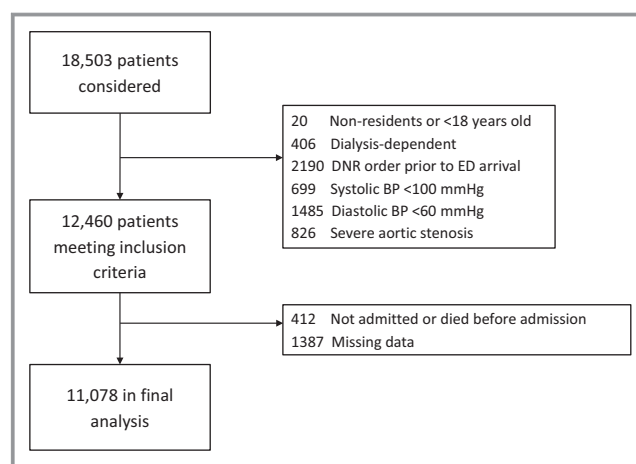 18,503 patients
considered
20 Non-residents or <18 years old
406 Dialysis-dependent
2190 DNR order prior to ED arrival
699 Systolic BP <100 mmHg
1485 Diastolic BP <60 mmHg
826 Severe aortic stenosis
12,460 patients
meeting inclusion
criteria
412 Not admitted or died before admission
1387 Missing data
11,078 in final
analysis